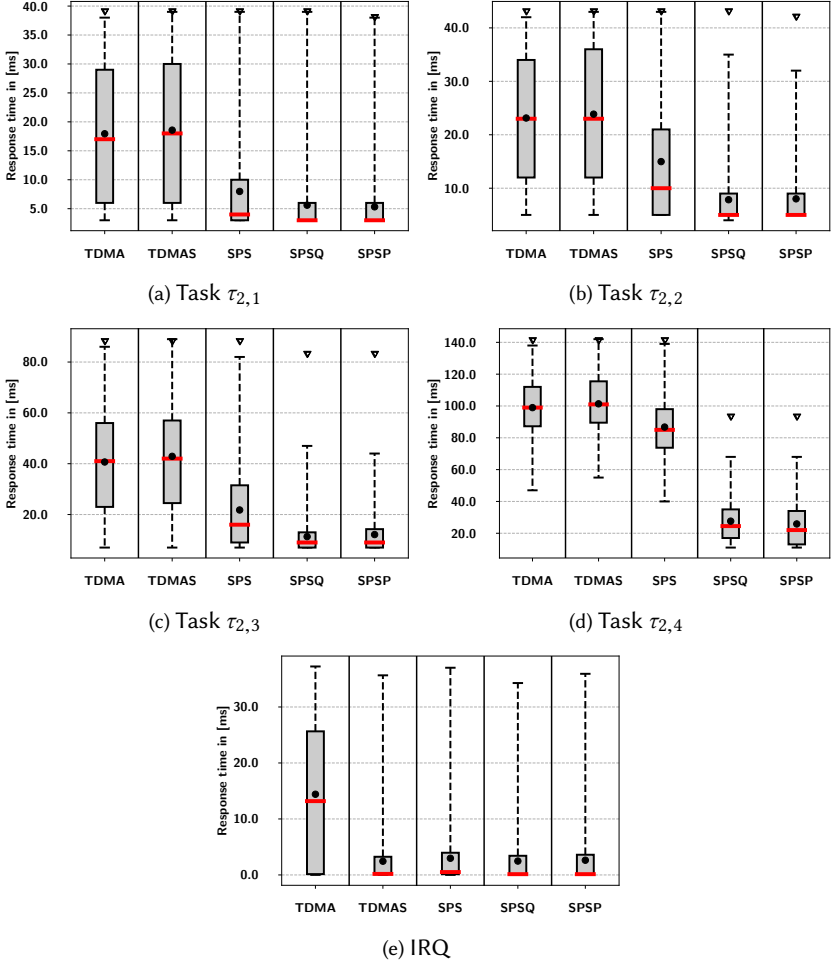 40.0
35.0
30.0
25.0
20.0
15.0
10.0
5.0
Response time in [ms]
TDMA TDMAS SPS SPSQ SPSP
(a) Task τ2,1
40.0
30.0
20.0
10.0
Response time in [ms]
TDMA TDMAS SPS SPSQ SPSP
(b) Task τ2,2
80.0
60.0
40.0
20.0
Response time in [ms]
TDMA TDMAS SPS SPSQ SPSP
(c) Task τ2,3
140.0
120.0
100.0
80.0
60.0
40.0
20.0
Response time in [ms]
TDMA TDMAS SPS SPSQ SPSP
(d) Task τ2,4
30.0
20.0
10.0
0.0
Response time in [ms]
TDMA TDMAS SPS SPSQ SPSP
(e) IRQ